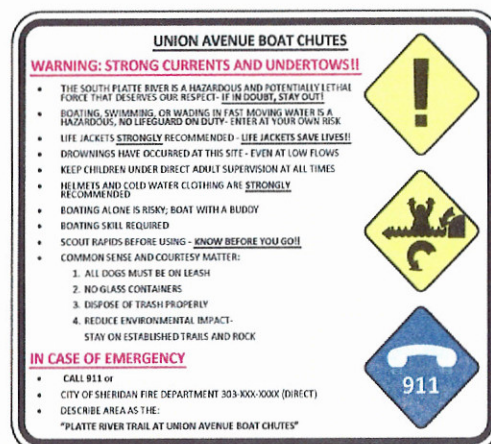 UNION AVENUE BOAT CHUTES
WARNING: STRONG CURRENTS AND UNDERTOWS!!
• THE SOUTH PLATTE RIVER IS A HAZARDOUS AND POTENTIALLY LETHAL
FORCE THAT DESERVES OUR RESPECT- IF IN DOUBT, STAY OUT!
• BOATING, SWIMMING, OR WADING IN FAST MOVING WATER IS A
HAZARDOUS, NO LIFEGUARD ON DUTY- ENTER AT YOUR OWN RISK
• LIFE JACKETS STRONGLY RECOMMENDED - LIFE JACKETS SAVE LIVES!!
• DROWNINGS HAVE OCCURRED AT THIS SITE - EVEN AT LOW FLOWS
• KEEP CHILDREN UNDER DIRECT ADULT SUPERVISION AT ALL TIMES
• HELMETS AND COLD WATER CLOTHING ARE STRONGLY
RECOMMENDED
• BOATING ALONE IS RISKY; BOAT WITH A BUDDY
• BOATING SKILL REQUIRED
• SCOUT RAPIDS BEFORE USING - KNOW BEFORE YOU GO!!
• COMMON SENSE AND COURTESY MATTER:
1. ALL DOGS MUST BE ON LEASH
2. NO GLASS CONTAINERS
3. DISPOSE OF TRASH PROPERLY
4. REDUCE ENVIRONMENTAL IMPACT-
STAY ON ESTABLISHED TRAILS AND ROCK
IN CASE OF EMERGENCY
• CALL 911 or
• CITY OF SHERIDAN FIRE DEPARTMENT 303-XXX-XXXX (DIRECT)
• DESCRIBE AREA AS THE:
"PLATTE RIVER TRAIL AT UNION AVENUE BOAT CHUTES"
!
911